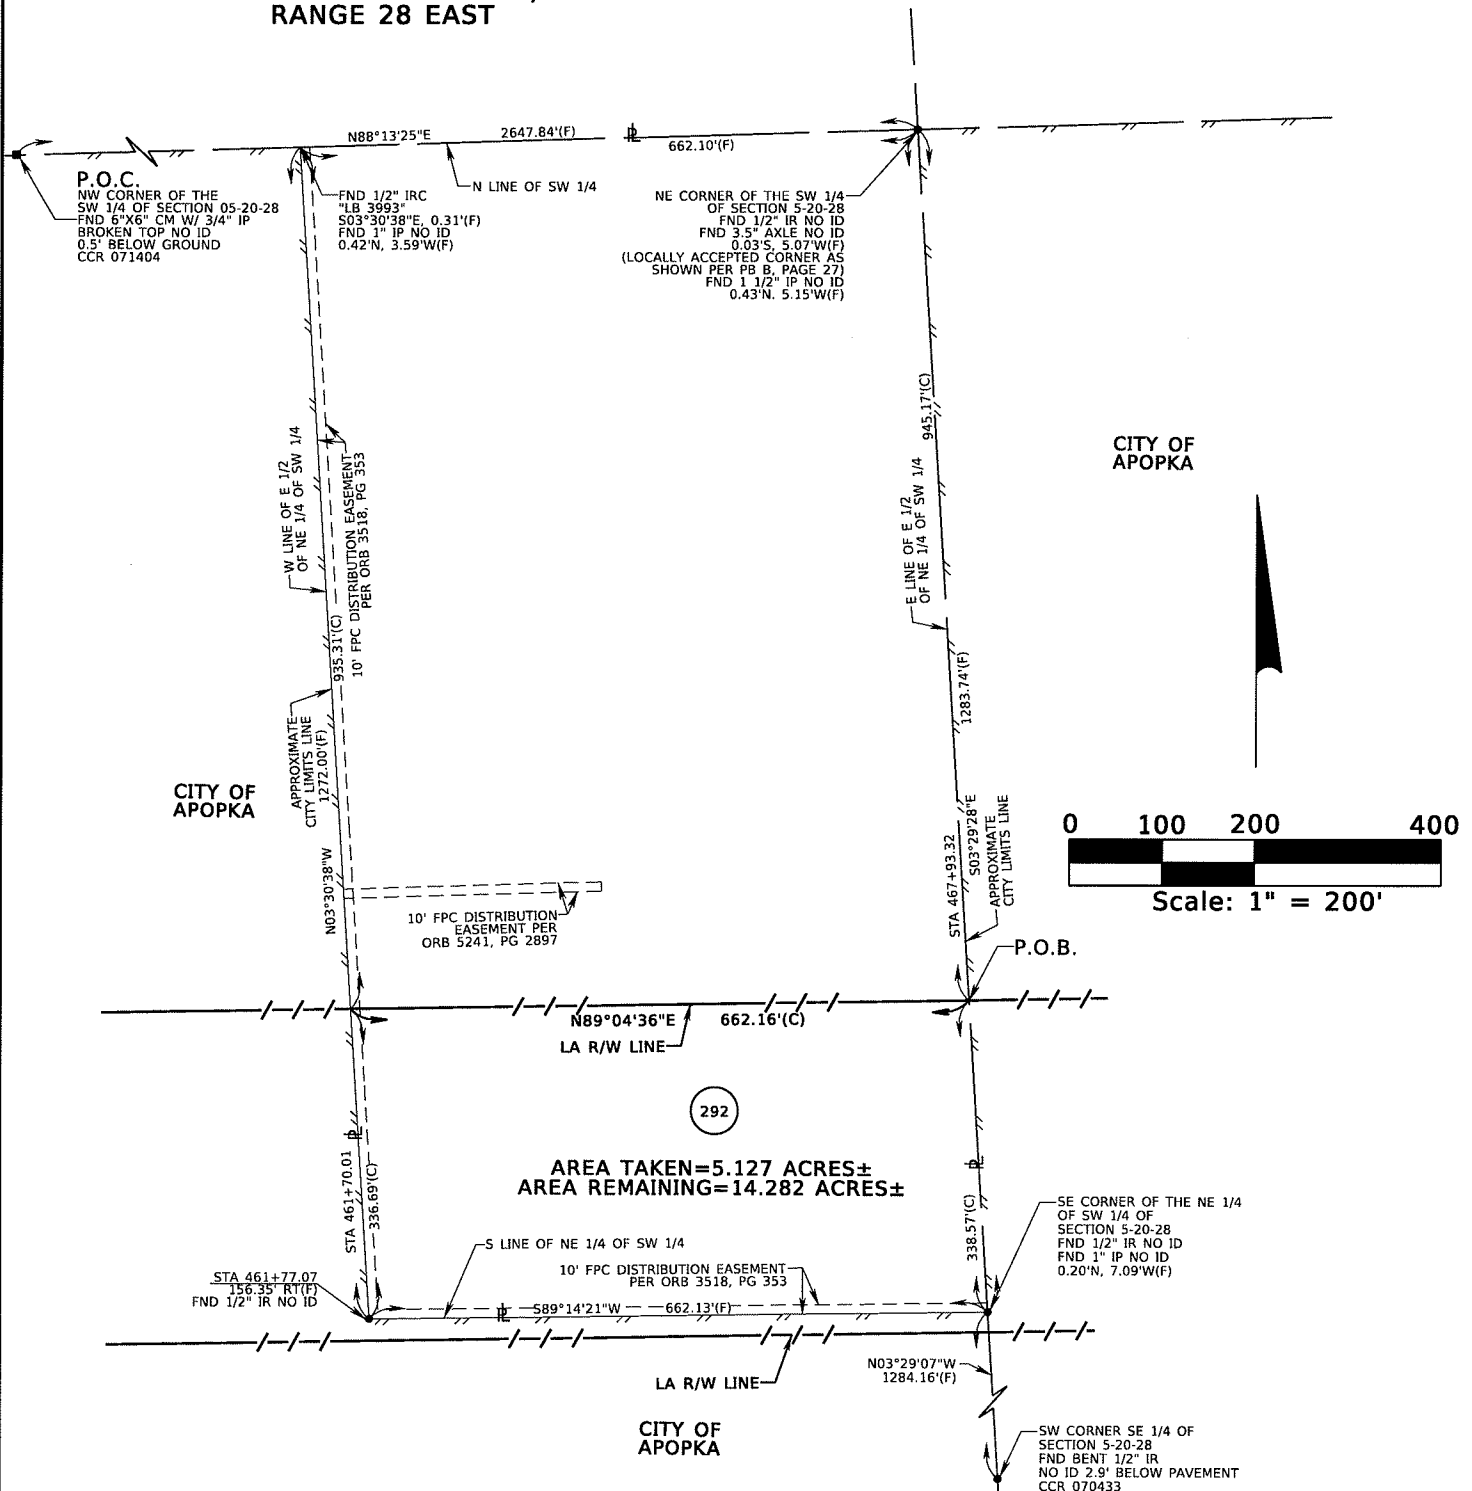 RANGE 28 EAST
N88°13'25"E
2647.84'(F)
PL
662.10'(F)
N LINE OF SW 1/4
P.O.C.
NW CORNER OF THE
SW 1/4 OF SECTION 05-20-28
FND 6"X6" CM W/ 3/4" IP
BROKEN TOP NO ID
0.5' BELOW GROUND
CCR 071404
FND 1/2" IRC
"LB 3993"
S03°30'38"E, 0.31'(F)
FND 1" IP NO ID
0.42'N, 3.59'W(F)
NE CORNER OF THE SW 1/4
OF SECTION 5-20-28
FND 1/2" IR NO ID
FND 3.5" AXLE NO ID
0.03'S, 5.07'W(F)
(LOCALLY ACCEPTED CORNER AS
SHOWN PER PB B, PAGE 27)
FND 1 1/2" IP NO ID
0.43'N. 5.15'W(F)
945.17'(C)
CITY OF
APOPKA
W LINE OF E 1/2
OF NE 1/4 OF SW 1/4
10' FPC DISTRIBUTION EASEMENT
PER ORB 3518, PG 353
E LINE OF E 1/2
OF NE 1/4 OF SW 1/4
935.31'(C)
1283.74'(F)
APPROXIMATE
CITY LIMITS LINE
1272.00'(F)
CITY OF
APOPKA
N03°30'38"W
STA 467+93.32
S03°29'28"E
APPROXIMATE
CITY LIMITS LINE
0 100 200 400
Scale: 1" = 200'
10' FPC DISTRIBUTION
EASEMENT PER
ORB 5241, PG 2897
P.O.B.
N89°04'36"E
662.16'(C)
LA R/W LINE
292
PL
PL
AREA TAKEN=5.127 ACRES±
AREA REMAINING=14.282 ACRES±
STA 461+70.01
336.69'(C)
338.57'(C)
SE CORNER OF THE NE 1/4
OF SW 1/4 OF
SECTION 5-20-28
FND 1/2" IR NO ID
FND 1" IP NO ID
0.20'N, 7.09'W(F)
S LINE OF NE 1/4 OF SW 1/4
10' FPC DISTRIBUTION EASEMENT
PER ORB 3518, PG 353
STA 461+77.07
156.35' RT(F)
FND 1/2" IR NO ID
PL
S89°14'21"W
662.13'(F)
LA R/W LINE
N03°29'07"W
1284.16'(F)
CITY OF
APOPKA
SW CORNER SE 1/4 OF
SECTION 5-20-28
FND BENT 1/2" IR
NO ID 2.9' BELOW PAVEMENT
CCR 070433